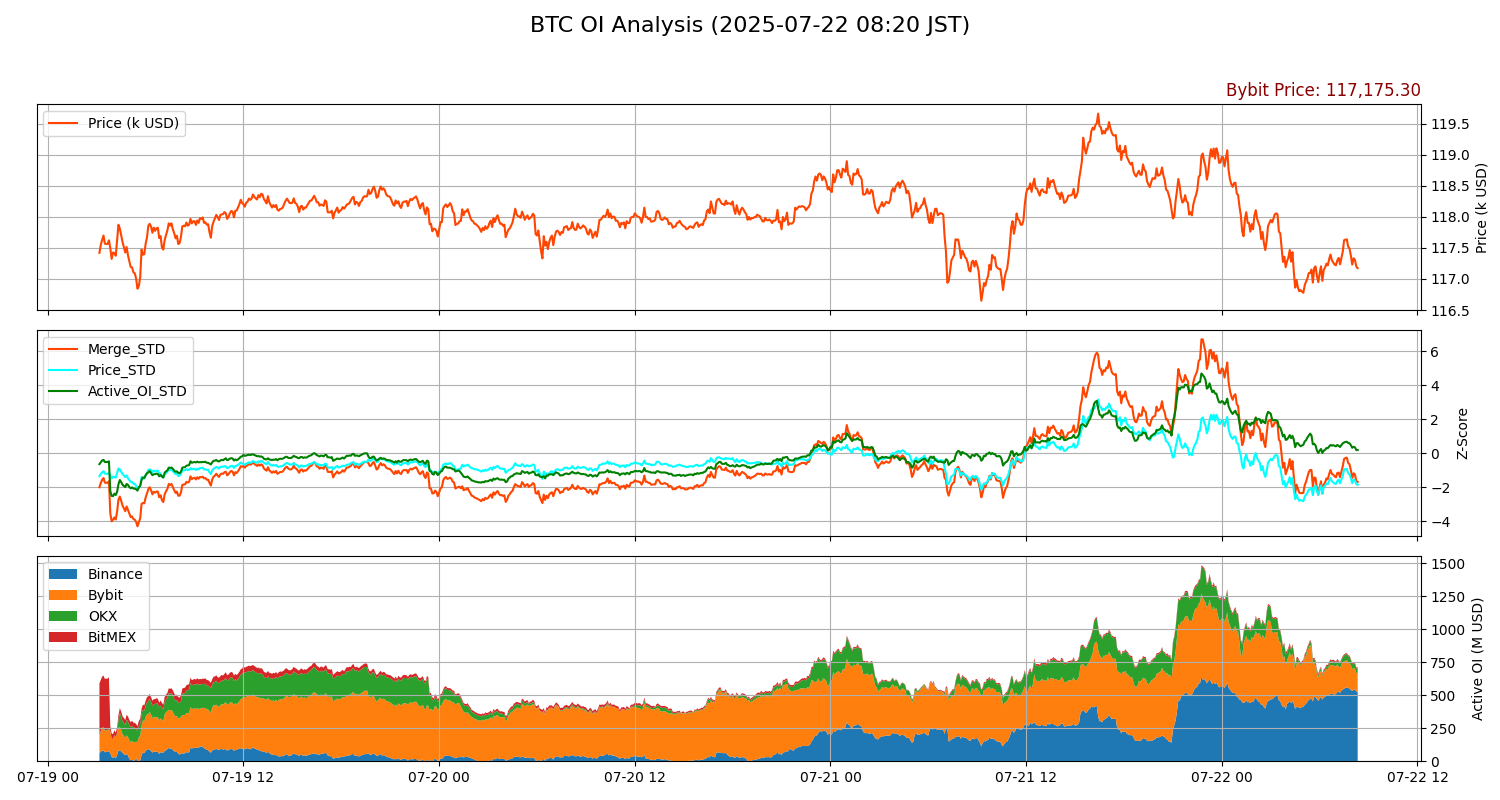 BTC OI Analysis (2025-07-22 08:20 JST)
Bybit Price: 117,175.30
Price (k USD)
119.5
119.0
118.5
118.0
117.5
117.0
116.5
Price (k USD)
Merge_STD
Price_STD
Active_OI_STD
6
4
2
0
−2
−4
Z-Score
Binance
Bybit
OKX
BitMEX
1500
1250
1000
750
500
250
0
Active OI (M USD)
07-19 00
07-19 12
07-20 00
07-20 12
07-21 00
07-21 12
07-22 00
07-22 12